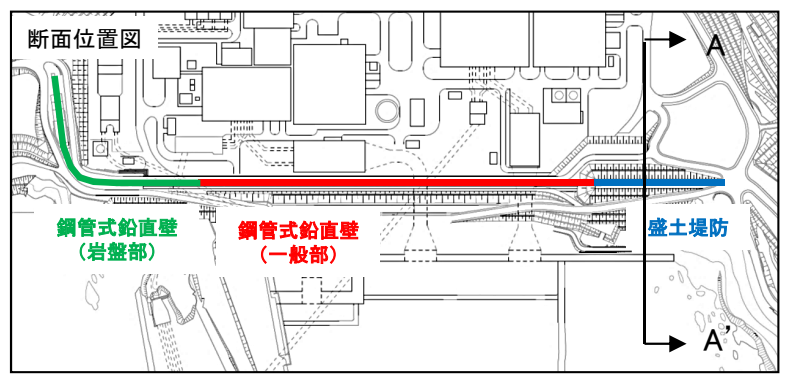 断面位置図
A
鋼管式鉛直壁
（岩盤部）
鋼管式鉛直壁
（一般部）
盛土堤防
A’